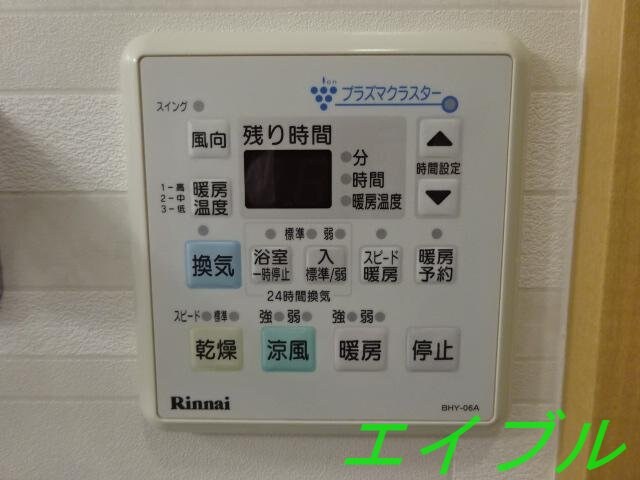 ion
プラズマクラスター
スイング
風向
残り時間
分
時間
暖房温度
時間設定
1－高
2－中
3－低
暖房
温度
標準 弱
換気
浴室
一時停止
入
標準/弱
スピード
暖房
暖房
予約
24時間換気
スピード 標準
強 弱
強 弱
乾燥
涼風
暖房
停止
Rinnai
BHY-06A
エイブル